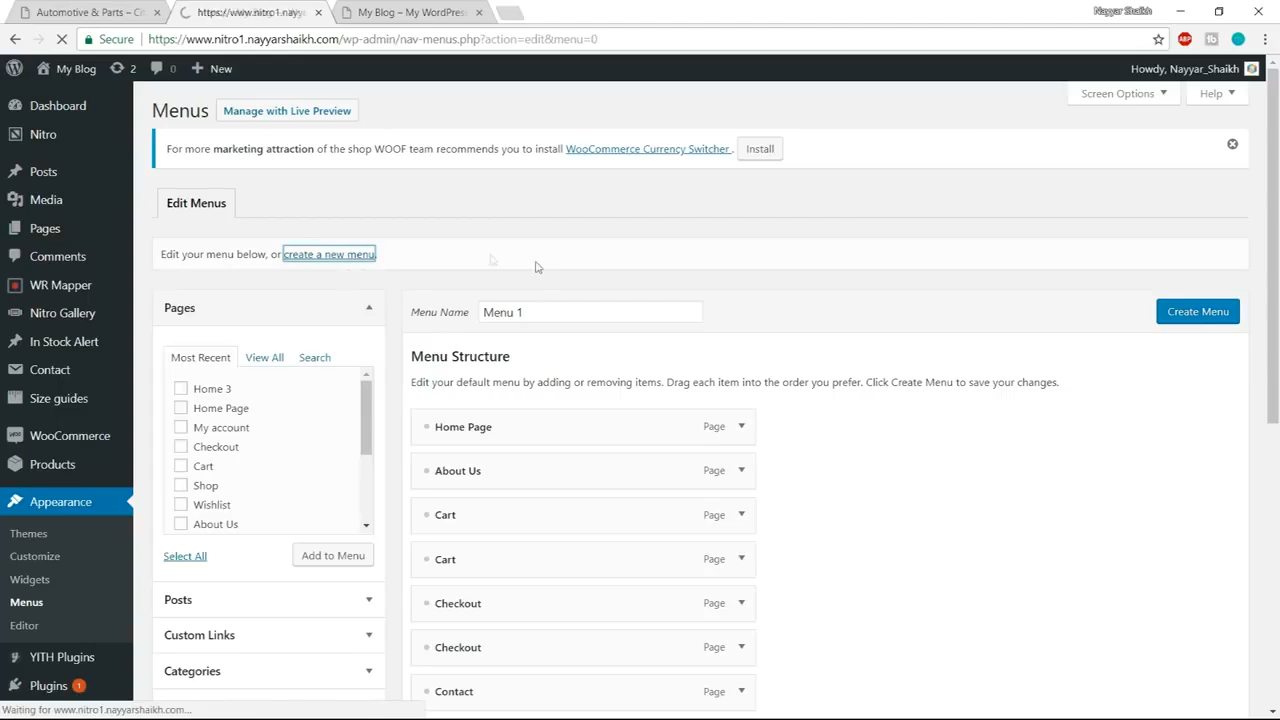 Automotive & Parts – Ci
https://www.nitro1.nayy
My Blog – My WordPress
Nayyar Shaikh
Secure
https://www.nitro1.nayyarshaikh.com/wp-admin/nav-menus.php?action=edit&menu=0
My Blog
2
0
New
Howdy, Nayyar_Shaikh
Dashboard
Nitro
Posts
Media
Pages
Comments
WR Mapper
Nitro Gallery
In Stock Alert
Contact
Size guides
WooCommerce
Products
Appearance
Themes
Customize
Widgets
Menus
Editor
YITH Plugins
Plugins 1
Waiting for www.nitro1.nayyarshaikh.com...
Menus
Manage with Live Preview
Screen Options
Help
For more marketing attraction of the shop WOOF team recommends you to install WooCommerce Currency Switcher .
Install
Edit Menus
Edit your menu below, or create a new menu.
Pages
Most Recent
View All
Search
Home 3
Home Page
My account
Checkout
Cart
Shop
Wishlist
About Us
Select All
Add to Menu
Posts
Custom Links
Categories
Menu Name
Menu 1
Create Menu
Menu Structure
Edit your default menu by adding or removing items. Drag each item into the order you prefer. Click Create Menu to save your changes.
Home Page Page
About Us Page
Cart Page
Cart Page
Checkout Page
Checkout Page
Contact Page